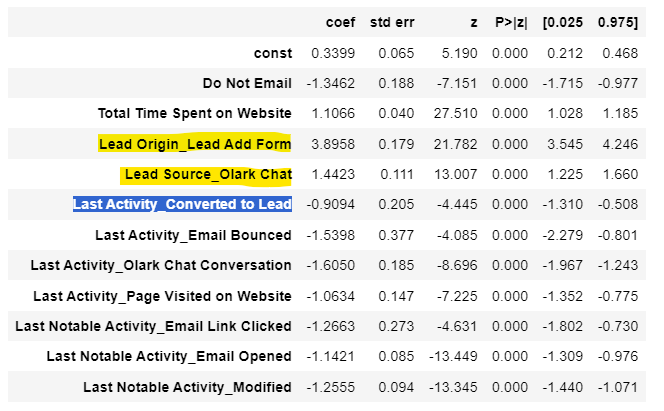 coef std err z P>|z| [0.025 0.975]
const 0.3399 0.065 5.190 0.000 0.212 0.468
Do Not Email -1.3462 0.188 -7.151 0.000 -1.715 -0.977
Total Time Spent on Website 1.1066 0.040 27.510 0.000 1.028 1.185
Lead Origin_Lead Add Form 3.8958 0.179 21.782 0.000 3.545 4.246
Lead Source_Olark Chat 1.4423 0.111 13.007 0.000 1.225 1.660
Last Activity_Converted to Lead -0.9094 0.205 -4.445 0.000 -1.310 -0.508
Last Activity_Email Bounced -1.5398 0.377 -4.085 0.000 -2.279 -0.801
Last Activity_Olark Chat Conversation -1.6050 0.185 -8.696 0.000 -1.967 -1.243
Last Activity_Page Visited on Website -1.0634 0.147 -7.225 0.000 -1.352 -0.775
Last Notable Activity_Email Link Clicked -1.2663 0.273 -4.631 0.000 -1.802 -0.730
Last Notable Activity_Email Opened -1.1421 0.085 -13.449 0.000 -1.309 -0.976
Last Notable Activity_Modified -1.2555 0.094 -13.345 0.000 -1.440 -1.071